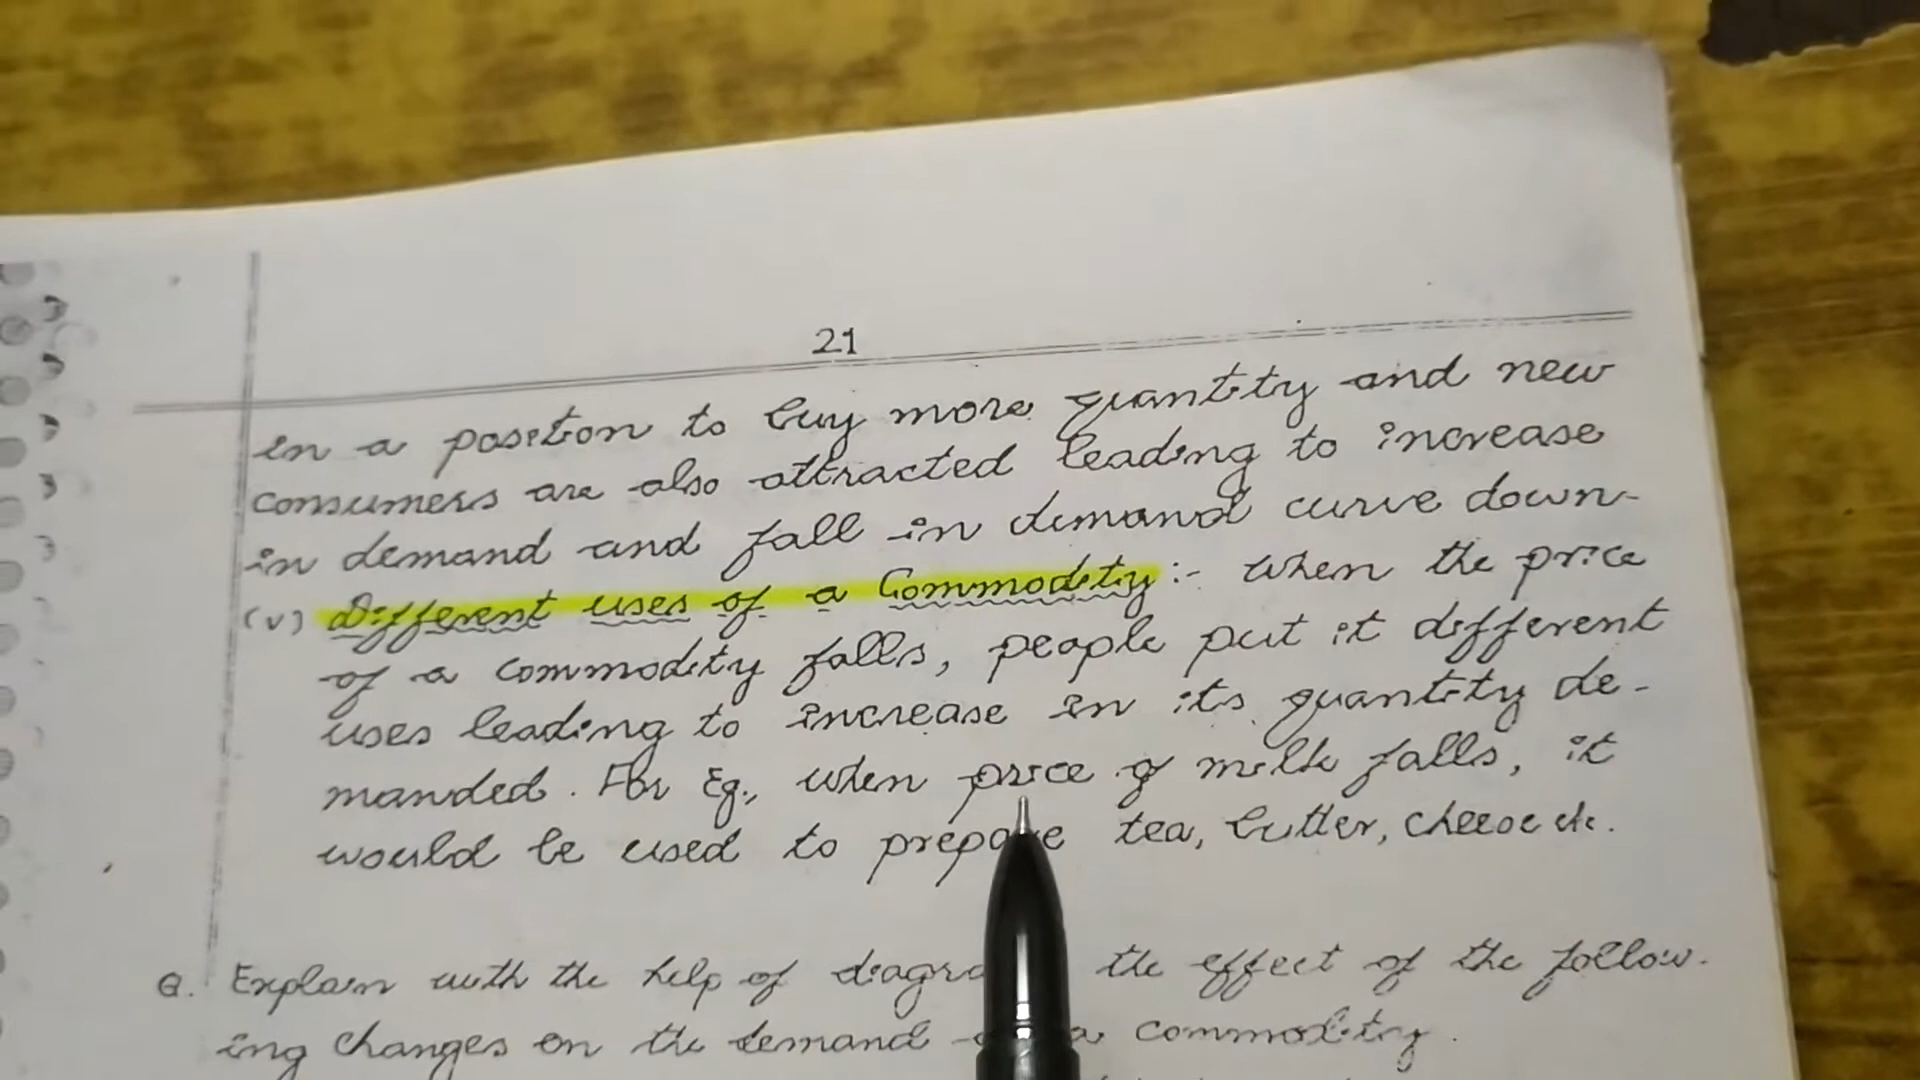 21
in a position to buy more quantity and new
consumers are also attracted leading to increase
in demand and fall in demand curve down-
(v) Different uses of a Commodity :- when the price
of a commodity falls, people put it different
uses leading to increase in its quantity de-
manded. For Eg., when price of milk falls, it
would be used to prepare tea, butter, cheese etc.
Q. Explain with the help of the effect of the follow-
ing changes on the demand a commodity.